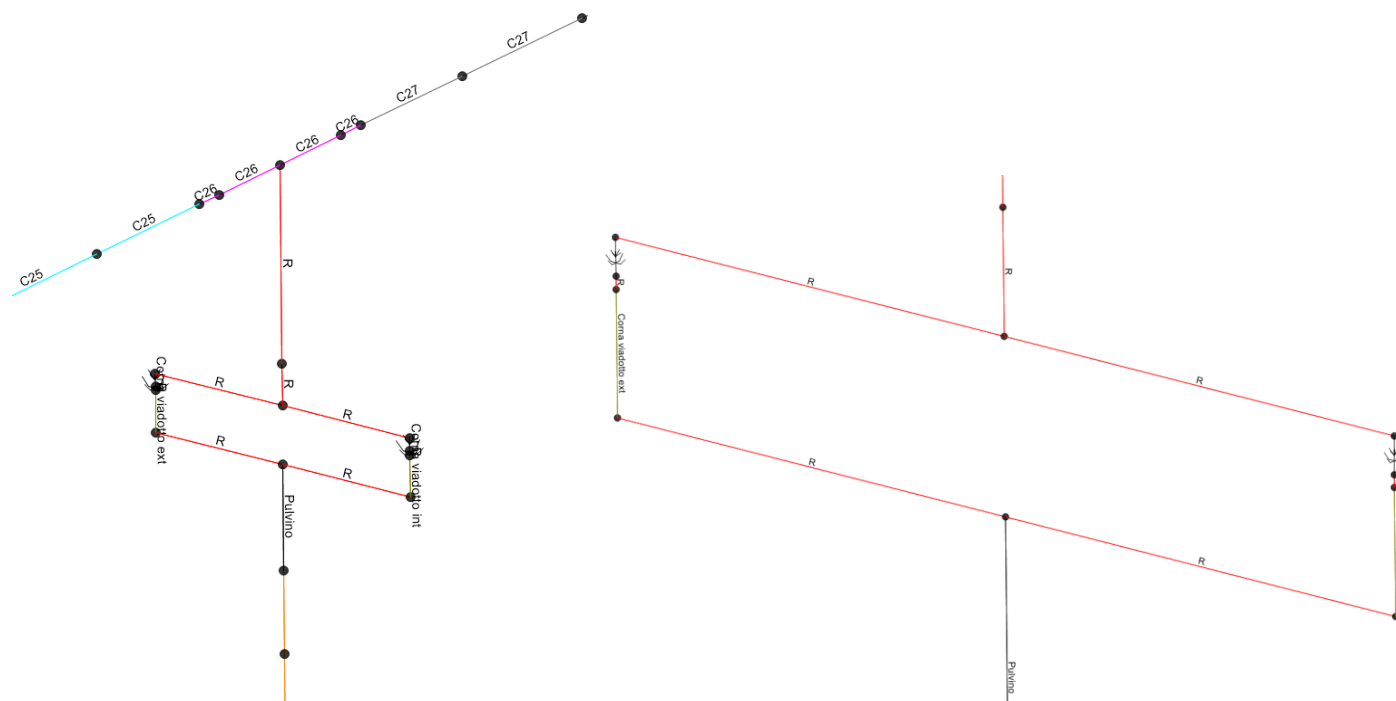 C27
C27
C26
C26
C26
C26
C25
C25
R
R
R
R
R
R
Corna viadotto ext
Corna viadotto int
Pulvino
R
R
R
Corna viadotto ext
R
R
R
Pulvino